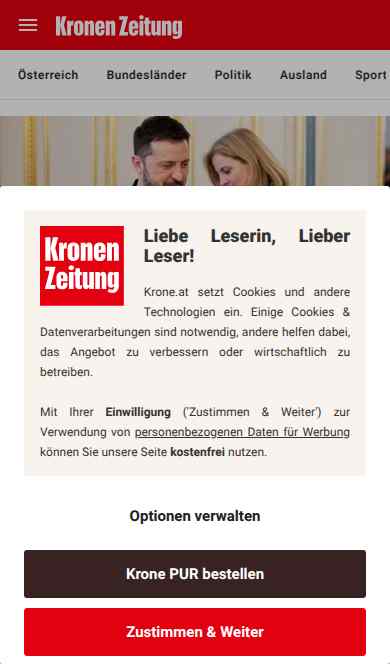 Kronen Zeitung
Österreich Bundesländer Politik Ausland Sport
Kronen
Zeitung
Liebe Leserin, Lieber
Leser!
Krone.at setzt Cookies und andere
Technologien ein. Einige Cookies &
Datenverarbeitungen sind notwendig, andere helfen dabei,
das Angebot zu verbessern oder wirtschaftlich zu
betreiben.
Mit Ihrer Einwilligung ('Zustimmen & Weiter') zur
Verwendung von personenbezogenen Daten für Werbung
können Sie unsere Seite kostenfrei nutzen.
Optionen verwalten
Krone PUR bestellen
Zustimmen & Weiter